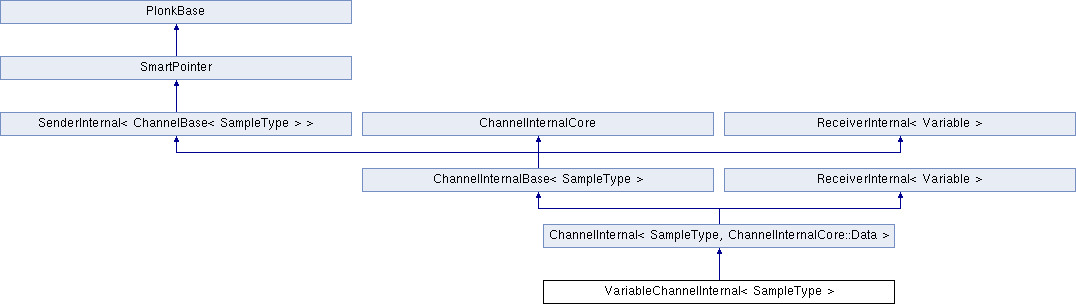 PlonkBase
SmartPointer
SenderInternal< ChannelBase< SampleType > >
ChannelInternalCore
ReceiverInternal< Variable >
ChannelInternalBase< SampleType >
ReceiverInternal< Variable >
ChannelInternal< SampleType, ChannelInternalCore::Data >
VariableChannelInternal< SampleType >